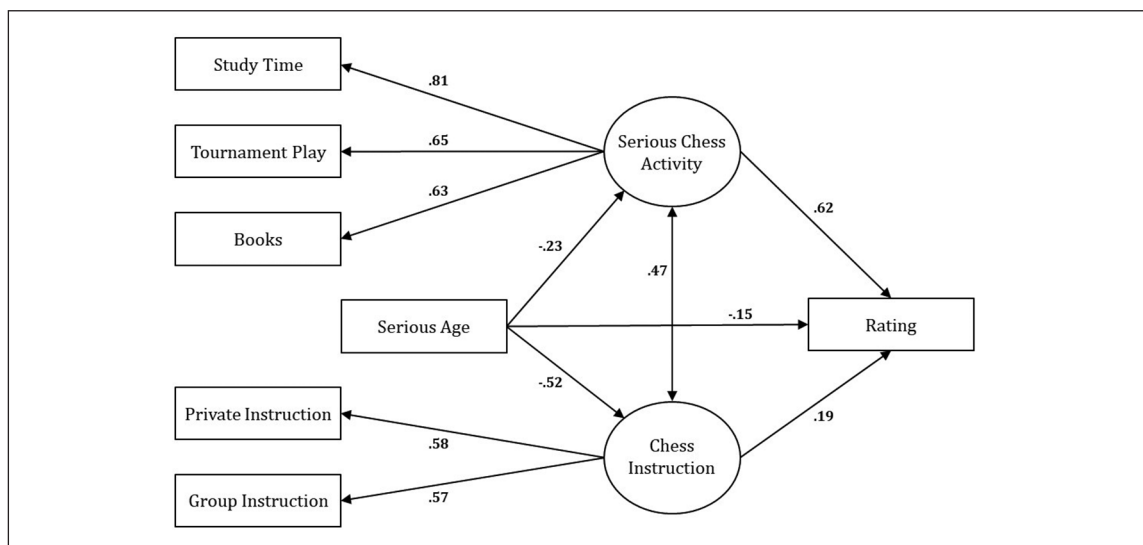 Study Time
.81
Serious Chess
Activity
Tournament Play
.65
.63
.62
Books
-.23
.47
Serious Age
-.15
Rating
-.52
Private Instruction
.58
.19
Chess
Instruction
Group Instruction
.57